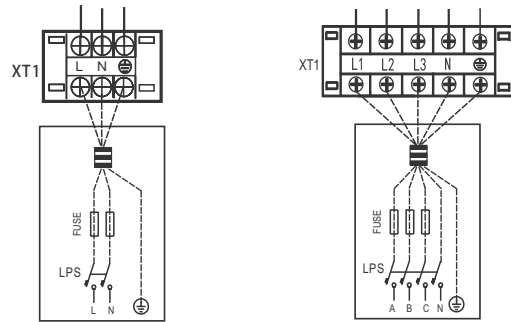 XT1
L N
FUSE
LPS
L N
XT1
L1 L2 L3 N
FUSE
LPS
A B C N